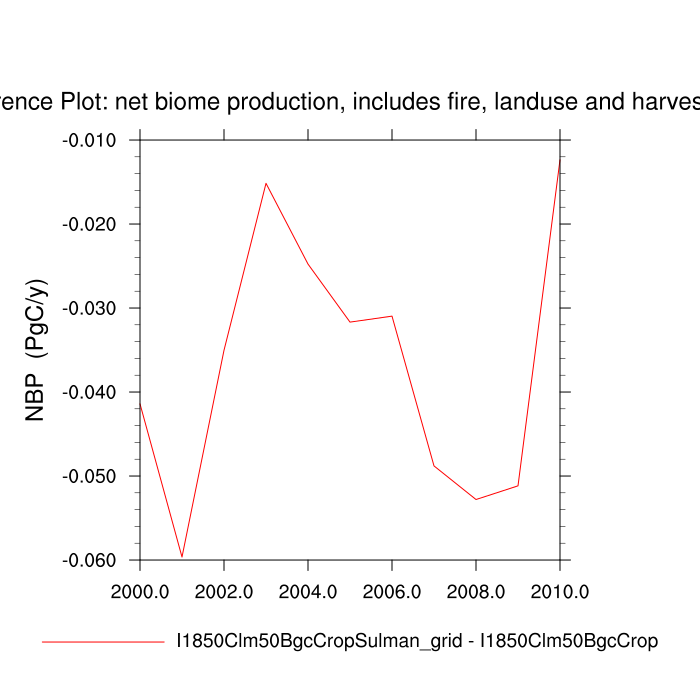 rence Plot: net biome production, includes fire, landuse and harves
-0.010
-0.020
-0.030
-0.040
-0.050
-0.060
NBP (PgC/y)
2000.0 2002.0 2004.0 2006.0 2008.0 2010.0
I1850Clm50BgcCropSulman_grid - I1850Clm50BgcCrop